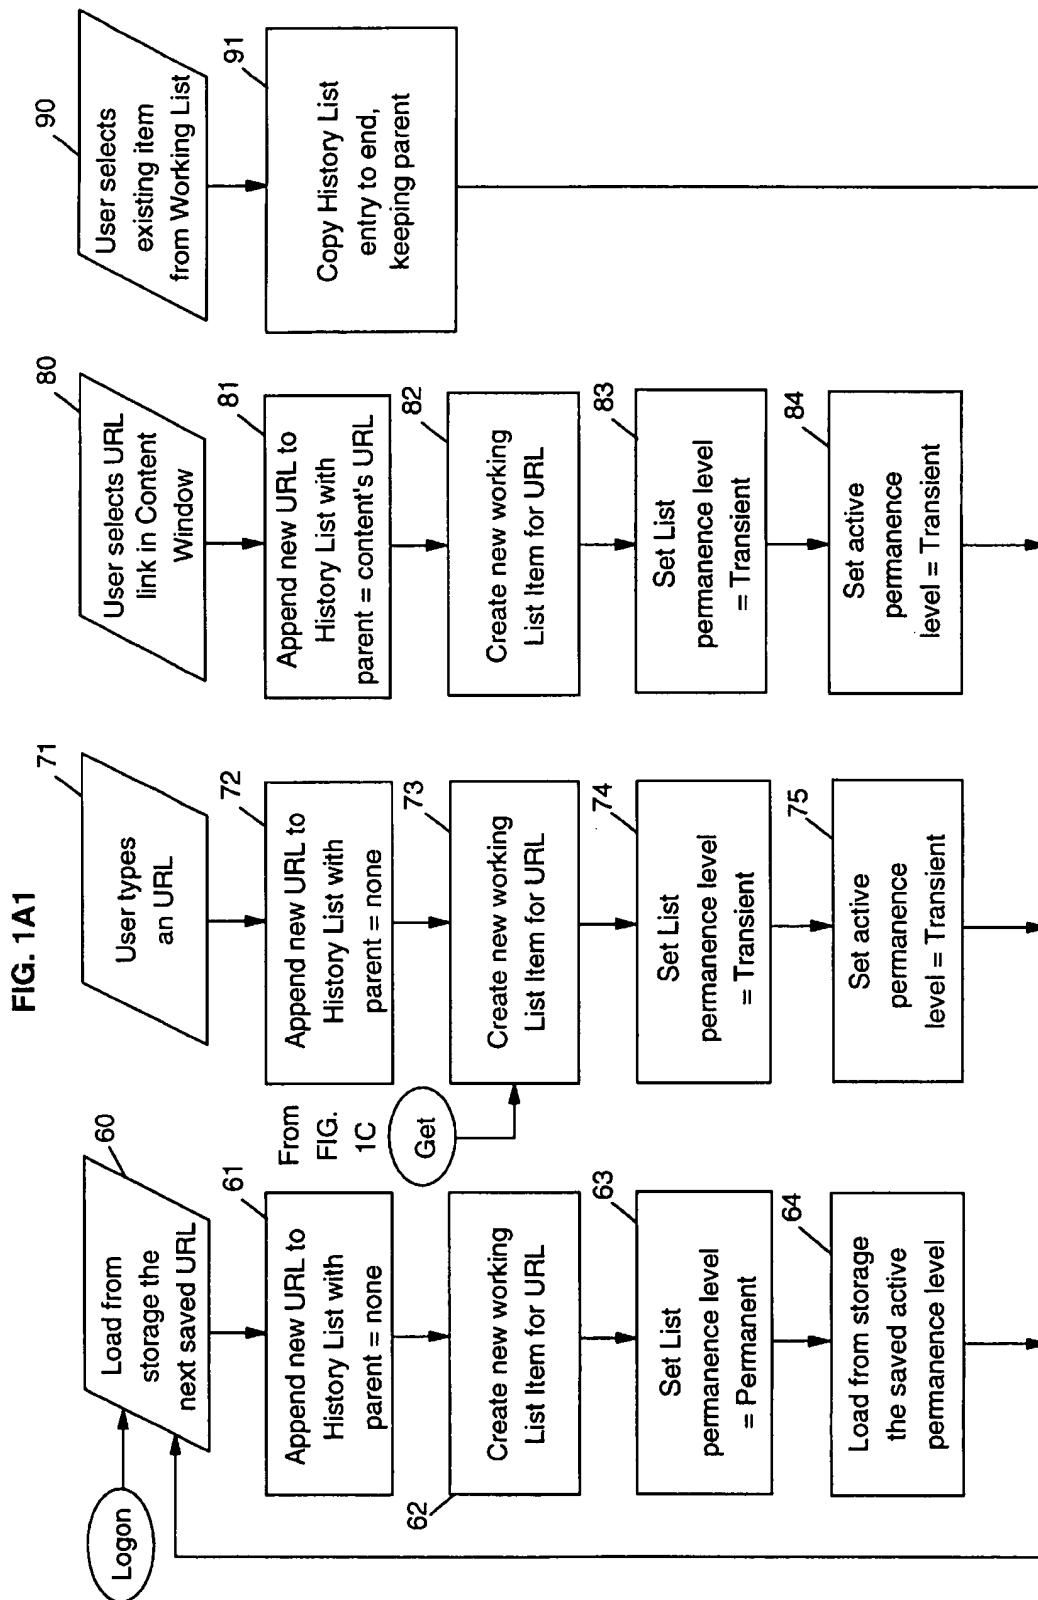 FIG. 1A1
Logon
60
Load from
storage the
next saved URL
61
Append new URL to
History List with
parent = none
62
Create new working
List Item for URL
63
Set List
permanence level
= Permanent
64
Load from storage
the saved active
permanence level
71
User types
an URL
72
Append new URL to
History List with
parent = none
From
FIG.
1C
Get
73
Create new working
List Item for URL
74
Set List
permanence level
= Transient
75
Set active
permanence
level = Transient
80
User selects URL
link in Content
Window
81
Append new URL to
History List with
parent = content's URL
82
Create new working
List Item for URL
83
Set List
permanence level
= Transient
84
Set active
permanence
level = Transient
90
User selects
existing item
from Working List
91
Copy History List
entry to end,
keeping parent